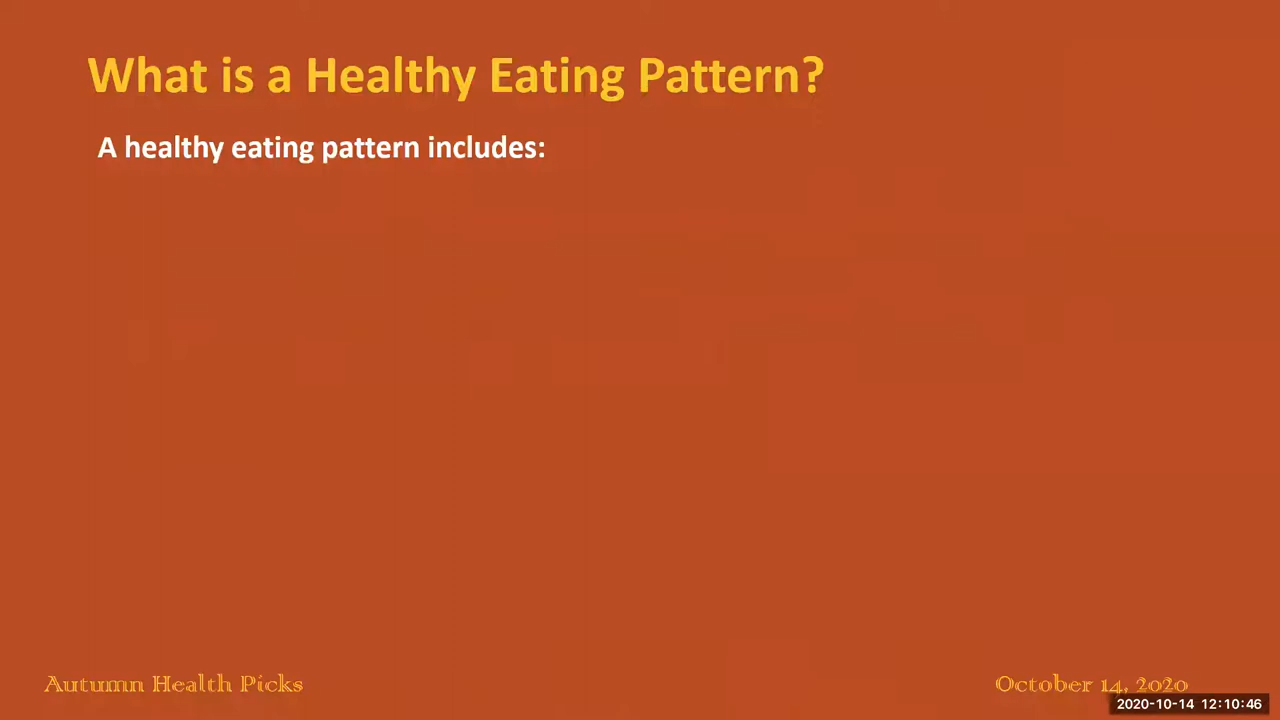 What is a Healthy Eating Pattern?
A healthy eating pattern includes:
Autumn Health Picks
October 14, 2020
2020-10-14 12:10:46